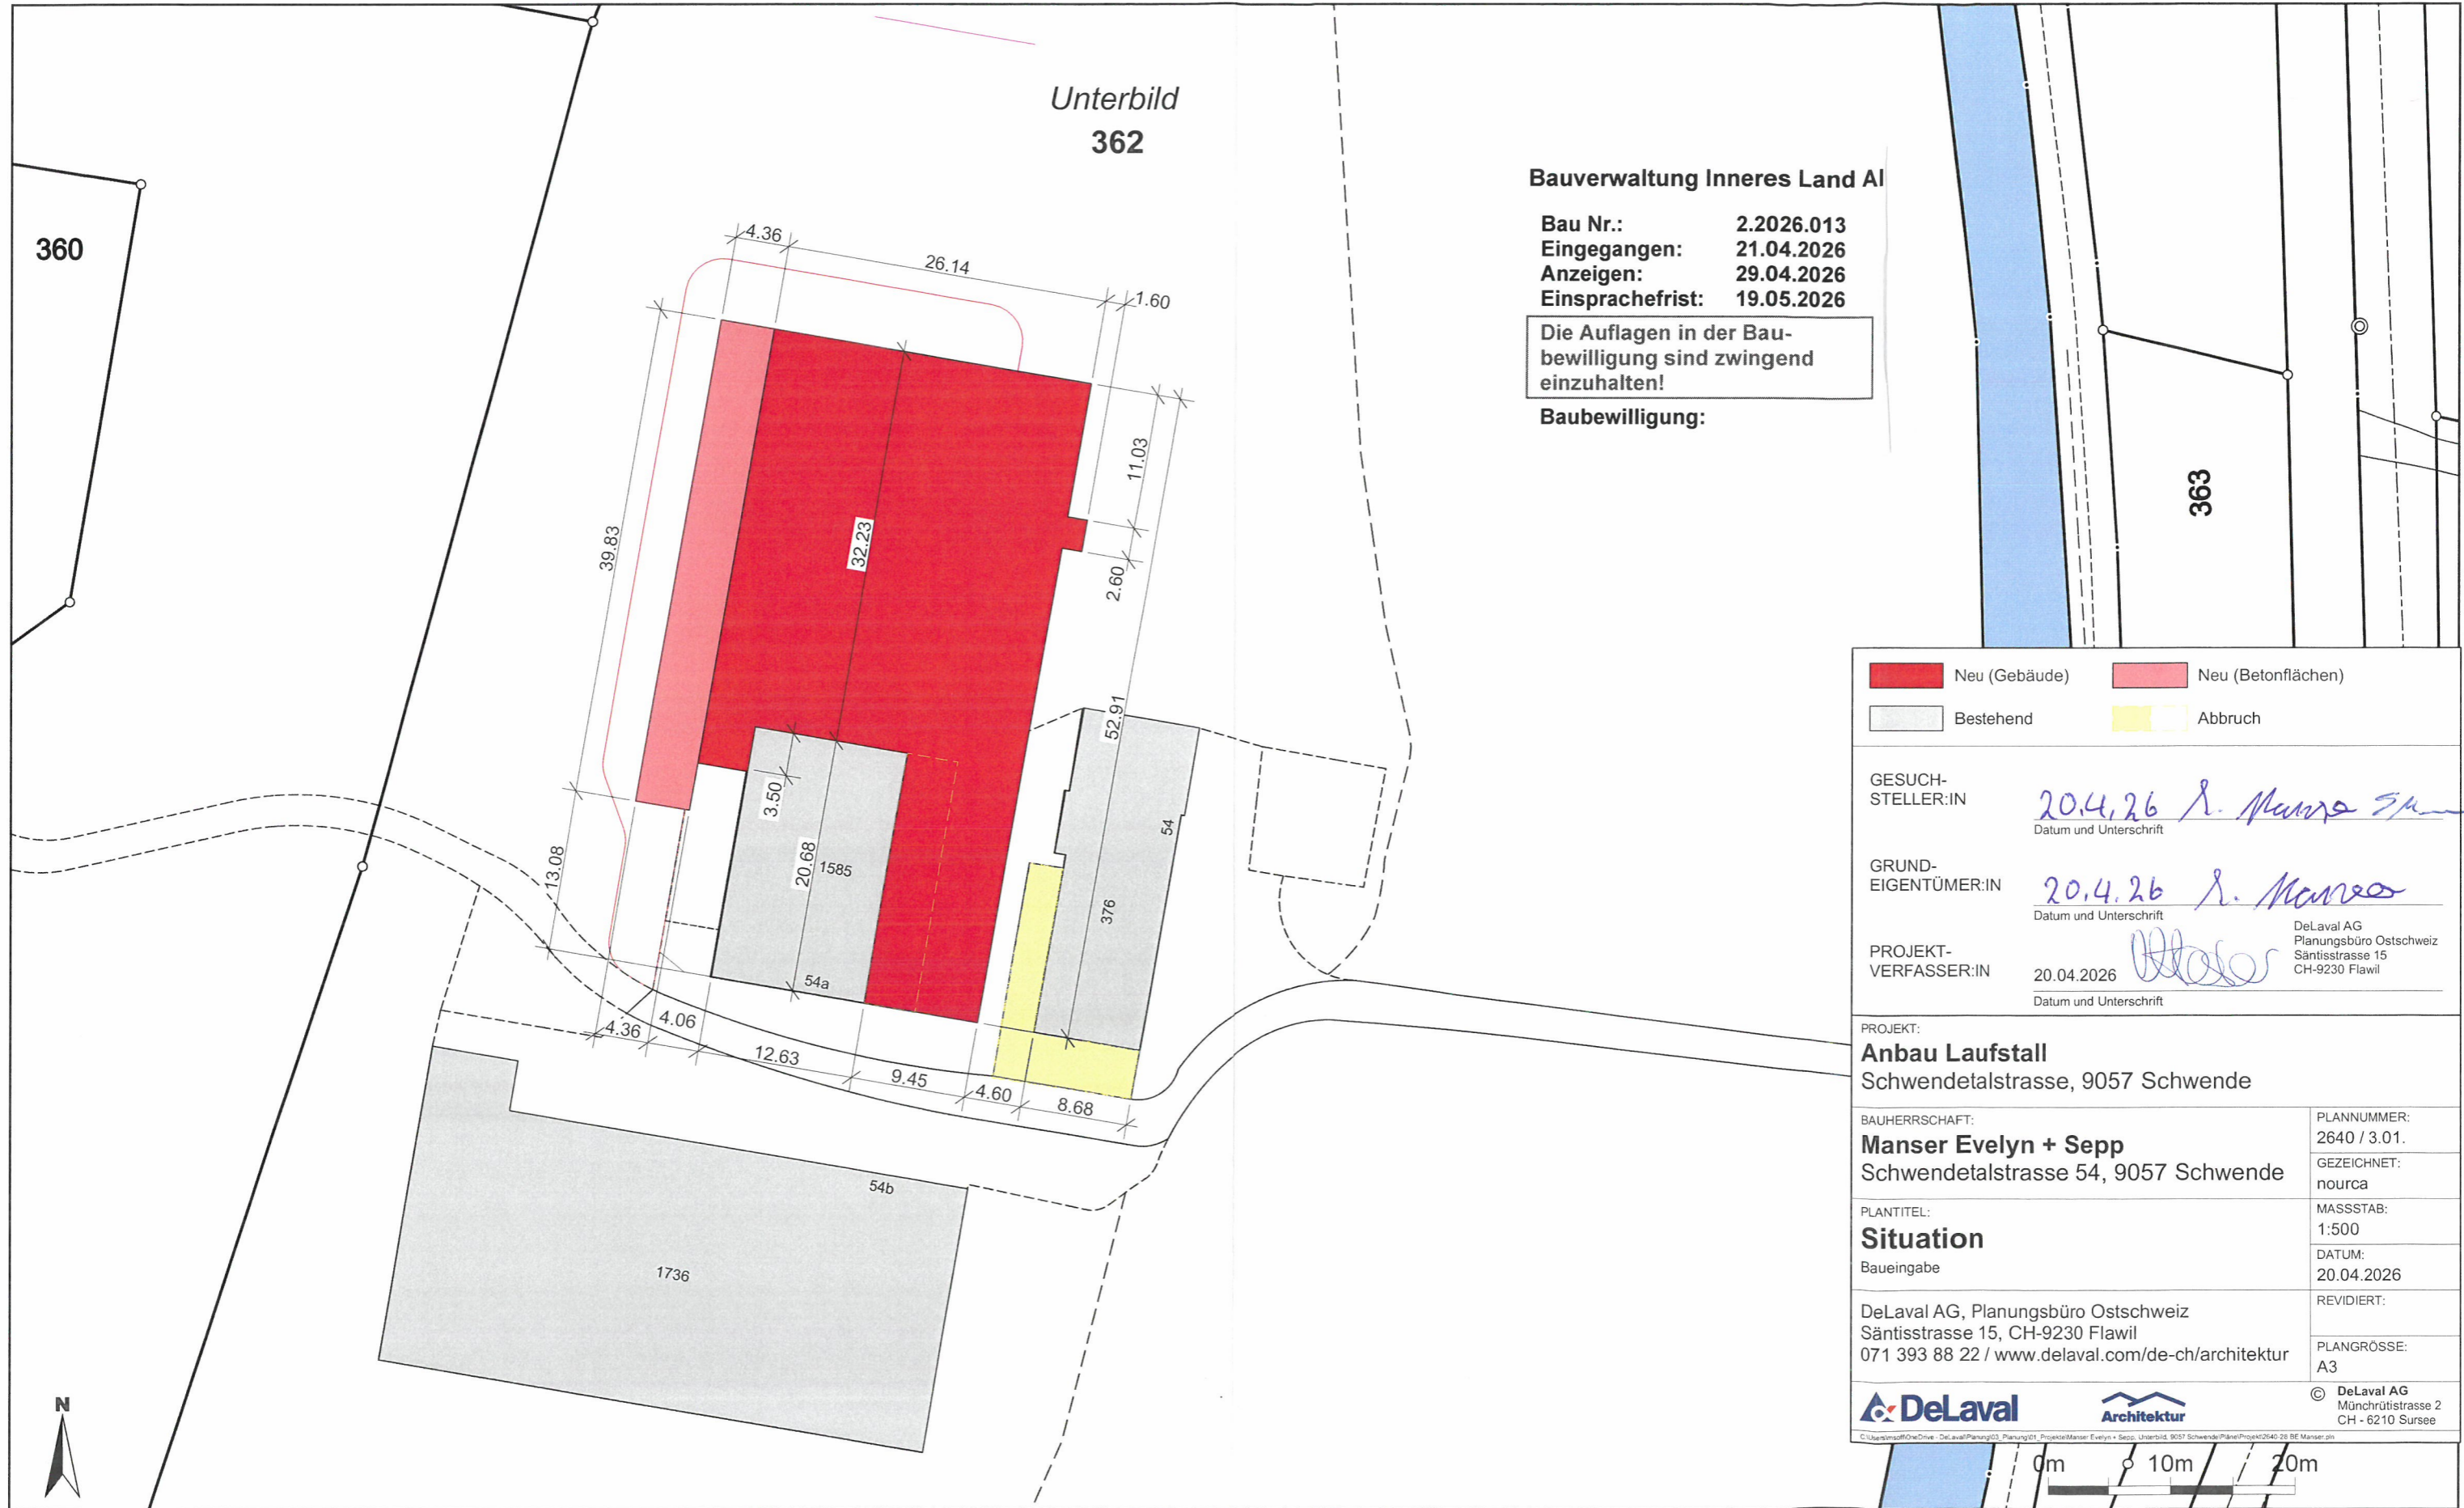 Unterbild
362
360
363
Bauverwaltung Inneres Land AI
Bau Nr.: 2.2026.013
Eingegangen: 21.04.2026
Anzeigen: 29.04.2026
Einsprachefrist: 19.05.2026
Die Auflagen in der Bau-
bewilligung sind zwingend
einzuhalten!
Baubewilligung:
4.36
26.14
1.60
11.03
2.60
39.83
32.23
52.91
3.50
20.68
13.08
1585
54a
54
376
4.36
4.06
12.63
9.45
4.60
8.68
54b
1736
N
Neu (Gebäude)
Neu (Betonflächen)
Bestehend
Abbruch
GESUCH-
STELLER:IN
20.4.26
Datum und Unterschrift
GRUND-
EIGENTÜMER:IN
20.4.26
Datum und Unterschrift
PROJEKT-
VERFASSER:IN
20.04.2026
DeLaval AG
Planungsbüro Ostschweiz
Säntisstrasse 15
CH-9230 Flawil
Datum und Unterschrift
PROJEKT:
Anbau Laufstall
Schwendetalstrasse, 9057 Schwende
BAUHERRSCHAFT:
Manser Evelyn + Sepp
Schwendetalstrasse 54, 9057 Schwende
PLANNUMMER:
2640 / 3.01.
GEZEICHNET:
nourca
PLANTITEL:
Situation
Baueingabe
MASSSTAB:
1:500
DATUM:
20.04.2026
DeLaval AG, Planungsbüro Ostschweiz
Säntisstrasse 15, CH-9230 Flawil
071 393 88 22 / www.delaval.com/de-ch/architektur
REVIDIERT:
PLANGRÖSSE:
A3
DeLaval
Architektur
© DeLaval AG
Münchrütistrasse 2
CH - 6210 Sursee
0m 10m 20m